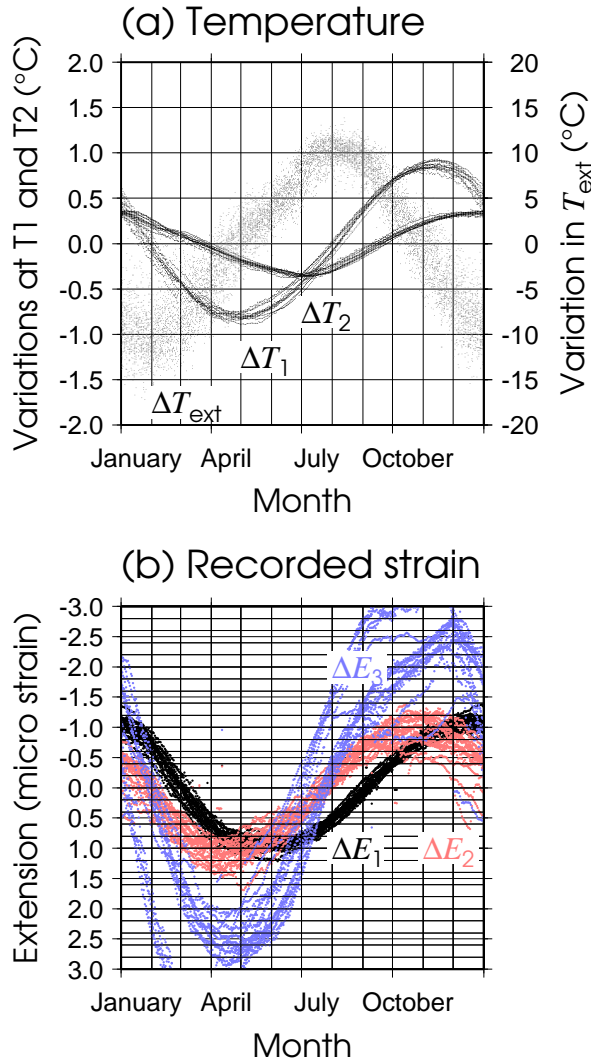 (a) Temperature
Variations at T1 and T2 (°C)
2.0
1.5
1.0
0.5
0.0
-0.5
-1.0
-1.5
-2.0
20
15
10
5
0
-5
-10
-15
-20
Variation in Text (°C)
ΔT2
ΔT1
ΔText
January April July October
Month
(b) Recorded strain
Extension (micro strain)
-3.0
-2.5
-2.0
-1.5
-1.0
-0.5
0.0
0.5
1.0
1.5
2.0
2.5
3.0
ΔE3
ΔE1 ΔE2
January April July October
Month